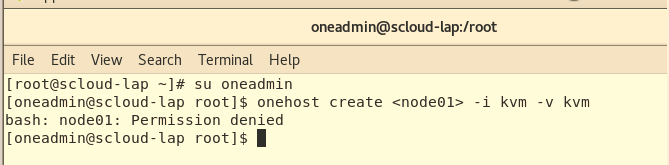 oneadmin@scloud-lap:/root
File Edit View Search Terminal Help
[root@scloud-lap ~]# su oneadmin
[oneadmin@scloud-lap root]$ onehost create <node01> -i kvm -v kvm
bash: node01: Permission denied
[oneadmin@scloud-lap root]$